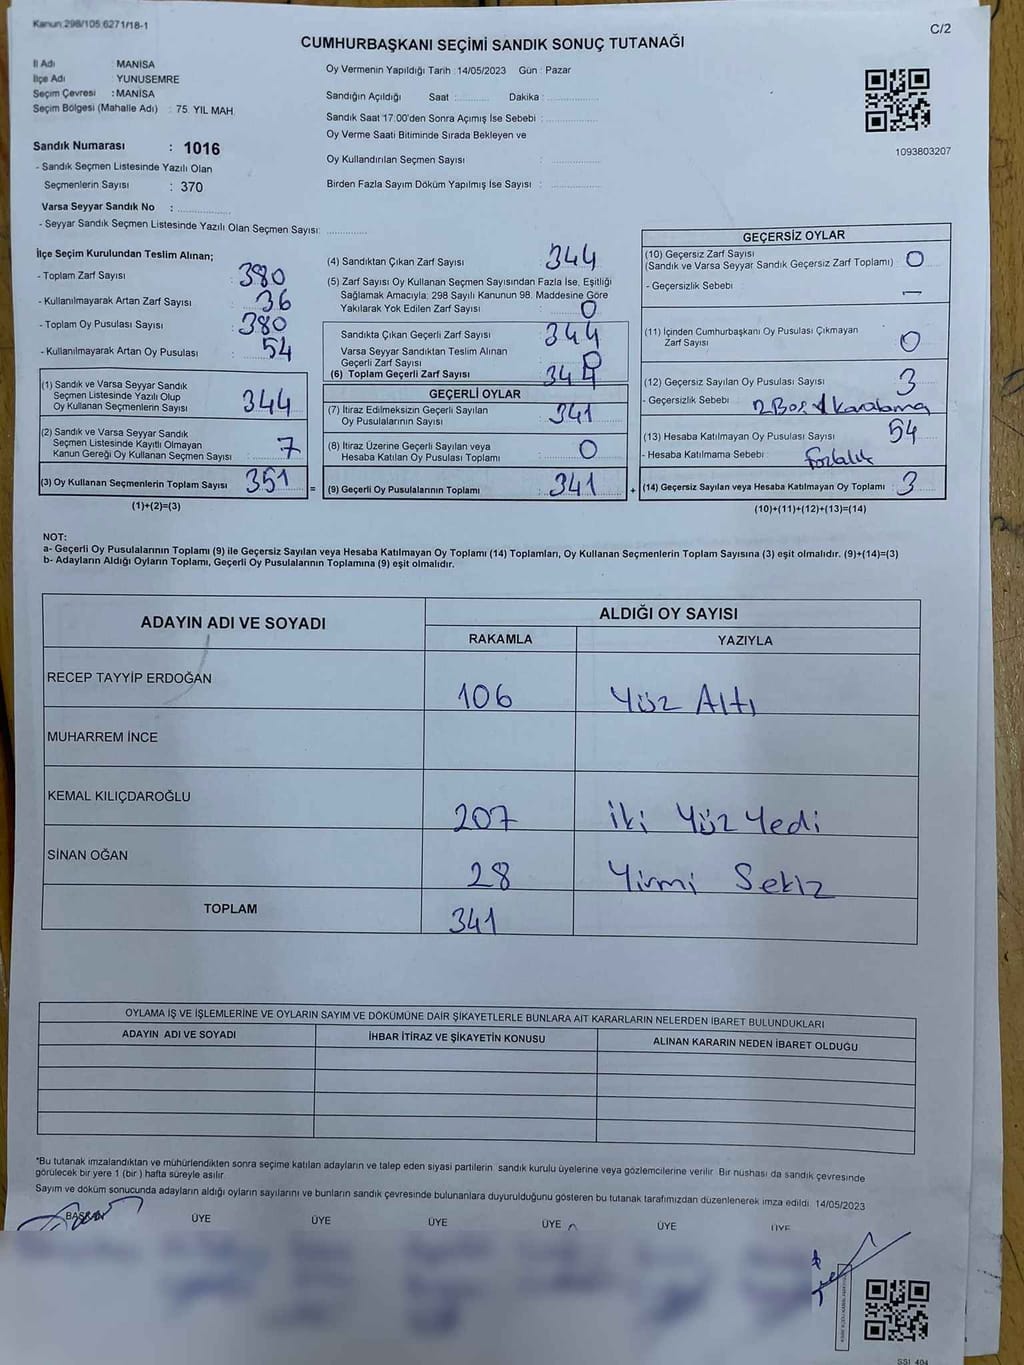 Kanun 298/105 6271/18-1
C/2
CUMHURBAŞKANI SEÇİMİ SANDIK SONUÇ TUTANAĞI
İl Adı MANİSA
İlçe Adı YUNUSEMRE
Seçim Çevresi : MANİSA
Seçim Bölgesi (Mahalle Adı) : 75. YIL MAH.
Sandık Numarası : 1016
- Sandık Seçmen Listesinde Yazılı Olan
Seçmenlerin Sayısı : 370
Varsa Seyyar Sandık No :
- Seyyar Sandık Seçmen Listesinde Yazılı Olan Seçmen Sayısı:
Oy Vermenin Yapıldığı Tarih : 14/05/2023 Gün : Pazar
Sandığın Açıldığı Saat : Dakika :
Sandık Saat 17:00'den Sonra Açımış İse Sebebi :
Oy Verme Saati Bitiminde Sırada Bekleyen ve
Oy Kullandırılan Seçmen Sayısı :
Birden Fazla Sayım Döküm Yapılmış İse Sayısı :
1093803207
İlçe Seçim Kurulundan Teslim Alınan;
- Toplam Zarf Sayısı : 380
- Kullanılmayarak Artan Zarf Sayısı : 36
- Toplam Oy Pusulası Sayısı : 380
- Kullanılmayarak Artan Oy Pusulası : 54
(1) Sandık ve Varsa Seyyar Sandık
Seçmen Listesinde Yazılı Olup
Oy Kullanan Seçmenlerin Sayısı : 344
(2) Sandık ve Varsa Seyyar Sandık
Seçmen Listesinde Kayıtlı Olmayan
Kanun Gereği Oy Kullanan Seçmen Sayısı : 7
(3) Oy Kullanan Seçmenlerin Toplam Sayısı : 351
(1)+(2)=(3)
(4) Sandıktan Çıkan Zarf Sayısı : 344
(5) Zarf Sayısı Oy Kullanan Seçmen Sayısından Fazla İse, Eşitliği
Sağlamak Amacıyla; 298 Sayılı Kanunun 98. Maddesine Göre
Yakılarak Yok Edilen Zarf Sayısı : 0
Sandıkta Çıkan Geçerli Zarf Sayısı : 344
Varsa Seyyar Sandıktan Teslim Alınan
Geçerli Zarf Sayısı : 0
(6) Toplam Geçerli Zarf Sayısı : 344
GEÇERLİ OYLAR
(7) İtiraz Edilmeksizin Geçerli Sayılan
Oy Pusulalarının Sayısı : 341
(8) İtiraz Üzerine Geçerli Sayılan veya
Hesaba Katılan Oy Pusulası Toplamı : 0
= (9) Geçerli Oy Pusulalarının Toplamı : 341
GEÇERSİZ OYLAR
(10) Geçersiz Zarf Sayısı
(Sandık ve Varsa Seyyar Sandık Geçersiz Zarf Toplamı) : 0
- Geçersizlik Sebebi : —
(11) İçinden Cumhurbaşkanı Oy Pusulası Çıkmayan
Zarf Sayısı : 0
(12) Geçersiz Sayılan Oy Pusulası Sayısı : 3
- Geçersizlik Sebebi : 2 Boş 1 Karalama
(13) Hesaba Katılmayan Oy Pusulası Sayısı : 54
- Hesaba Katılmama Sebebi : Fazlalık
+ (14) Geçersiz Sayılan veya Hesaba Katılmayan Oy Toplamı : 3
(10)+(11)+(12)+(13)=(14)
NOT:
a- Geçerli Oy Pusulalarının Toplamı (9) ile Geçersiz Sayılan veya Hesaba Katılmayan Oy Toplamı (14) Toplamları, Oy Kullanan Seçmenlerin Toplam Sayısına (3) eşit olmalıdır. (9)+(14)=(3)
b- Adayların Aldığı Oyların Toplamı, Geçerli Oy Pusulalarının Toplamına (9) eşit olmalıdır.
ADAYIN ADI VE SOYADI ALDIĞI OY SAYISI
RAKAMLA YAZIYLA
RECEP TAYYİP ERDOĞAN 106 Yüz Altı
MUHARREM İNCE
KEMAL KILIÇDAROĞLU 207 İki Yüz Yedi
SİNAN OĞAN 28 Yirmi Sekiz
TOPLAM 341
OYLAMA İŞ VE İŞLEMLERİNE VE OYLARIN SAYIM VE DÖKÜMÜNE DAİR ŞİKAYETLERLE BUNLARA AİT KARARLARIN NELERDEN İBARET BULUNDUKLARI
ADAYIN ADI VE SOYADI İHBAR İTİRAZ VE ŞİKAYETİN KONUSU ALINAN KARARIN NEDEN İBARET OLDUĞU
*Bu tutanak imzalandıktan ve mühürlendikten sonra seçime katılan adayların ve talep eden siyasi partilerin sandık kurulu üyelerine veya gözlemcilerine verilir. Bir nüshası da sandık çevresinde
görülecek bir yere 1 (bir) hafta süreyle asılır.
Sayım ve döküm sonucunda adayların aldığı oyların sayılarını ve bunların sandık çevresinde bulunanlara duyurulduğunu gösteren bu tutanak tarafımızdan düzenlenerek imza edildi. 14/05/2023
BAŞKAN ÜYE ÜYE ÜYE ÜYE ÜYE ÜYE
SSİ 404